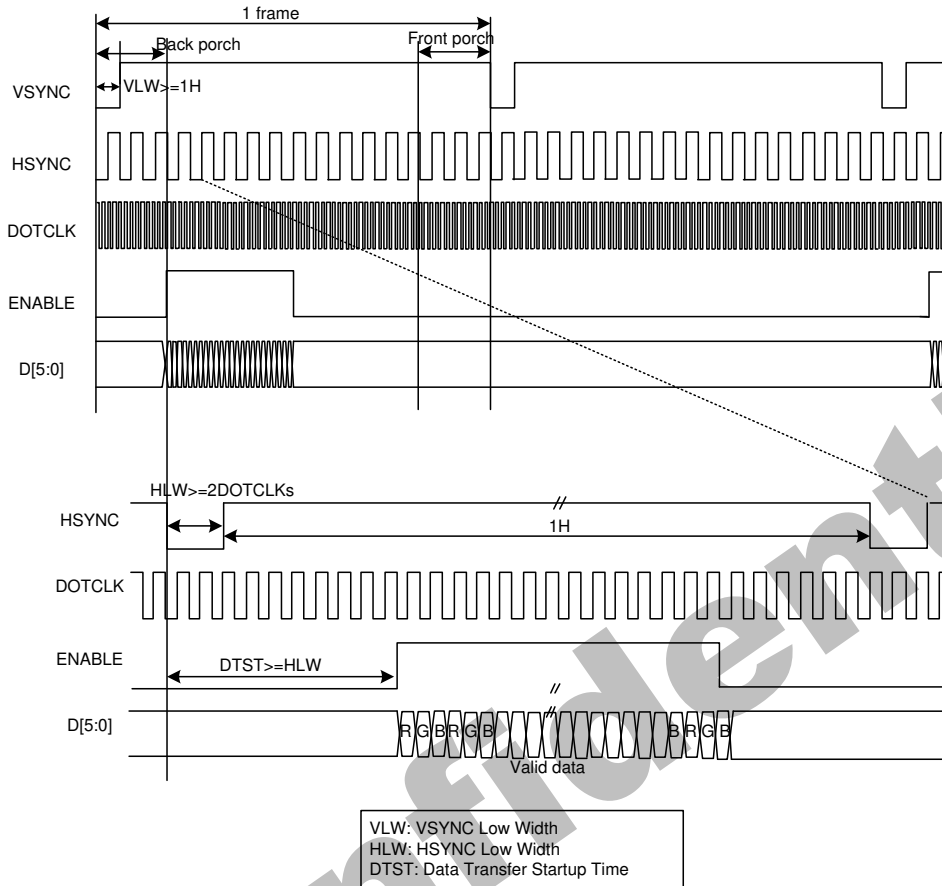 1 frame
Back porch
Front porch
VLW>=1H
VSYNC
HSYNC
DOTCLK
ENABLE
D[5:0]
HLW>=2DOTCLKs
HSYNC
//
1H
DOTCLK
ENABLE
DTST>=HLW
//
D[5:0]
//
R G B R G B B R G B
Valid data
VLW: VSYNC Low Width
HLW: HSYNC Low Width
DTST: Data Transfer Startup Time